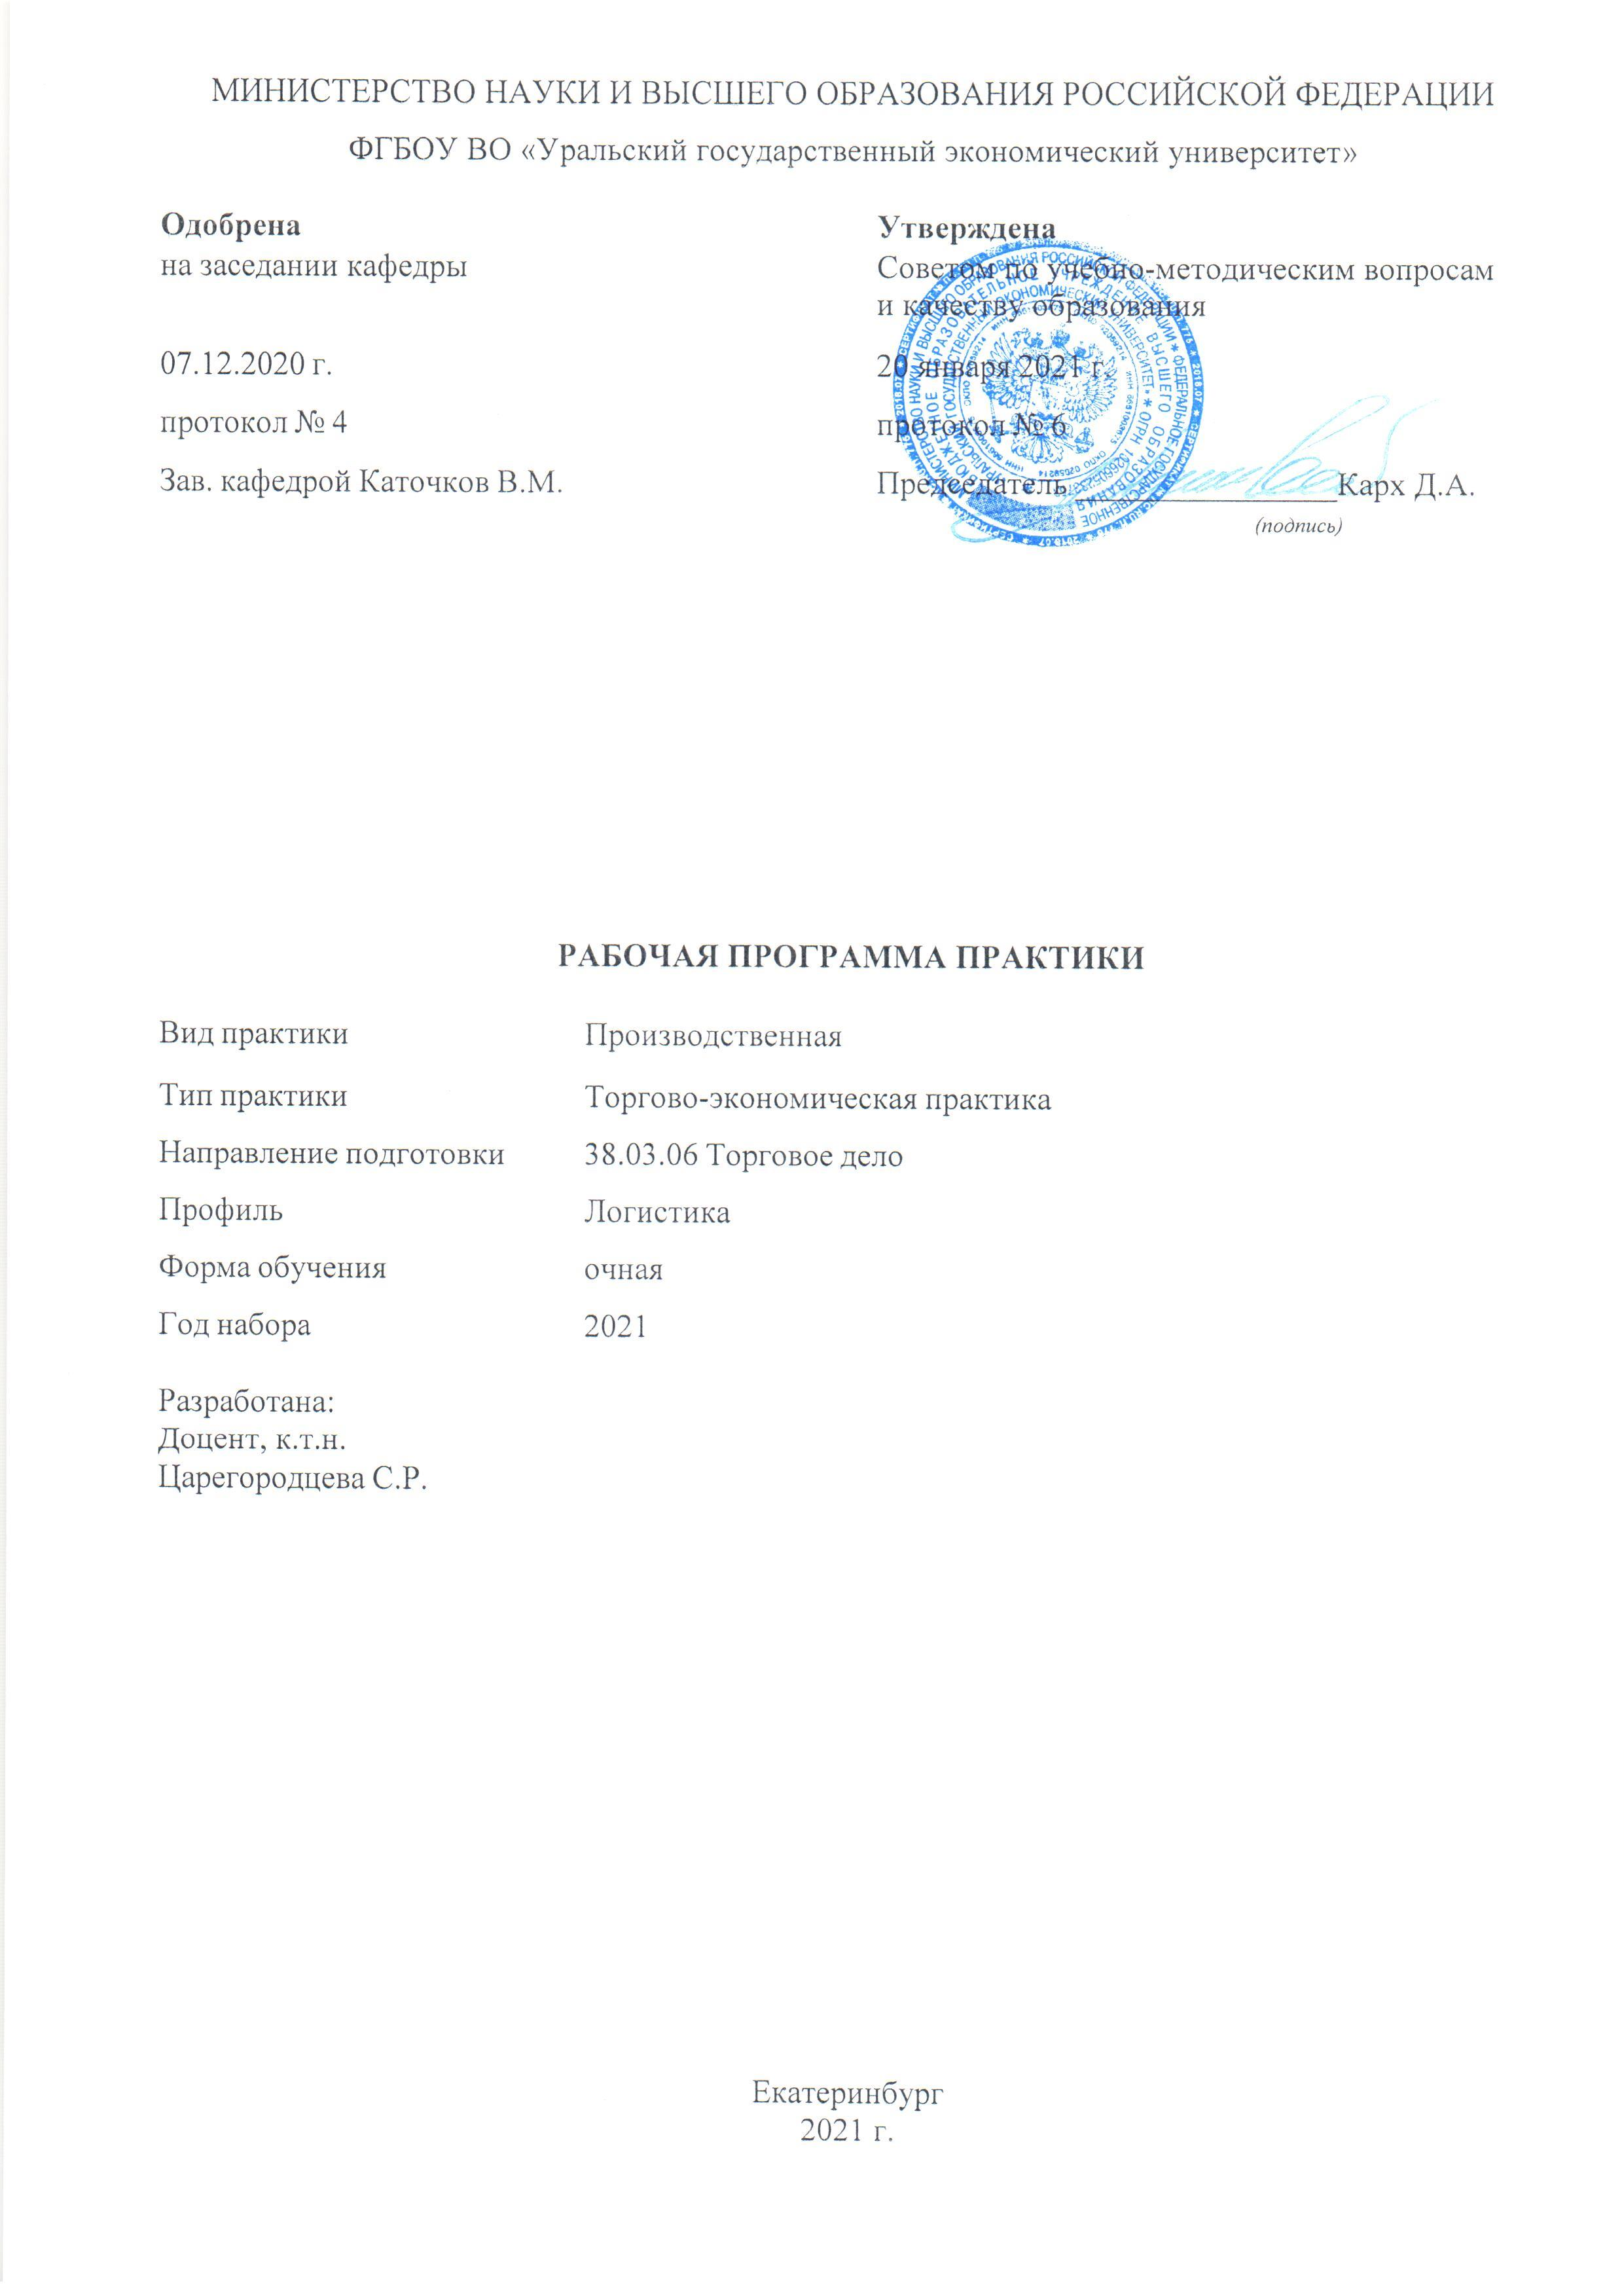 МИНИСТЕРСТВО НАУКИ И ВЫСШЕГО ОБРАЗОВАНИЯ РОССИЙСКОЙ ФЕДЕРАЦИИ
ФГБОУ ВО «Уральский государственный экономический университет»
Одобрена
на заседании кафедры
07.12.2020 г.
протокол № 4
Зав. кафедрой Каточков В.М.
Утверждена
Советом по учебно-методическим вопросам
и качеству образования
20 января 2021 г.
протокол № 6
Председатель Карх Д.А.
(подпись)
РАБОЧАЯ ПРОГРАММА ПРАКТИКИ
Вид практики Производственная
Тип практики Торгово-экономическая практика
Направление подготовки 38.03.06 Торговое дело
Профиль Логистика
Форма обучения очная
Год набора 2021
Разработана:
Доцент, к.т.н.
Царегородцева С.Р.
Екатеринбург
2021 г.